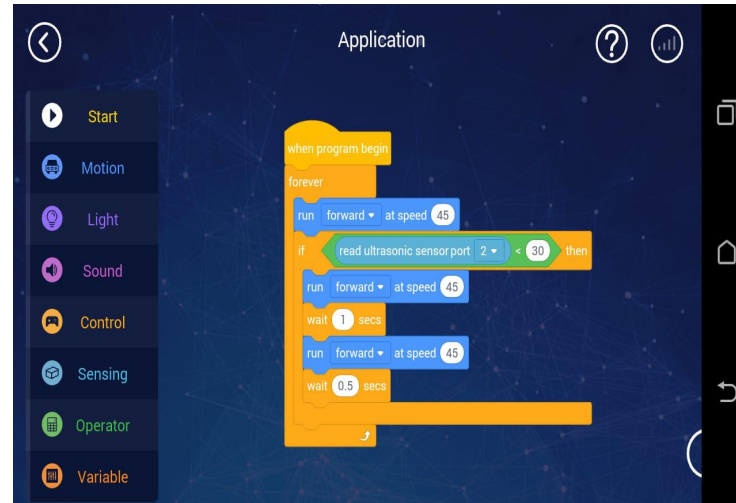 Application
?
Start
Motion
Light
Sound
Control
Sensing
Operator
Variable
when program begin
forever
run forward at speed 45
if read ultrasonic sensor port 2 < 30 then
run forward at speed 45
wait 1 secs
run forward at speed 45
wait 0.5 secs